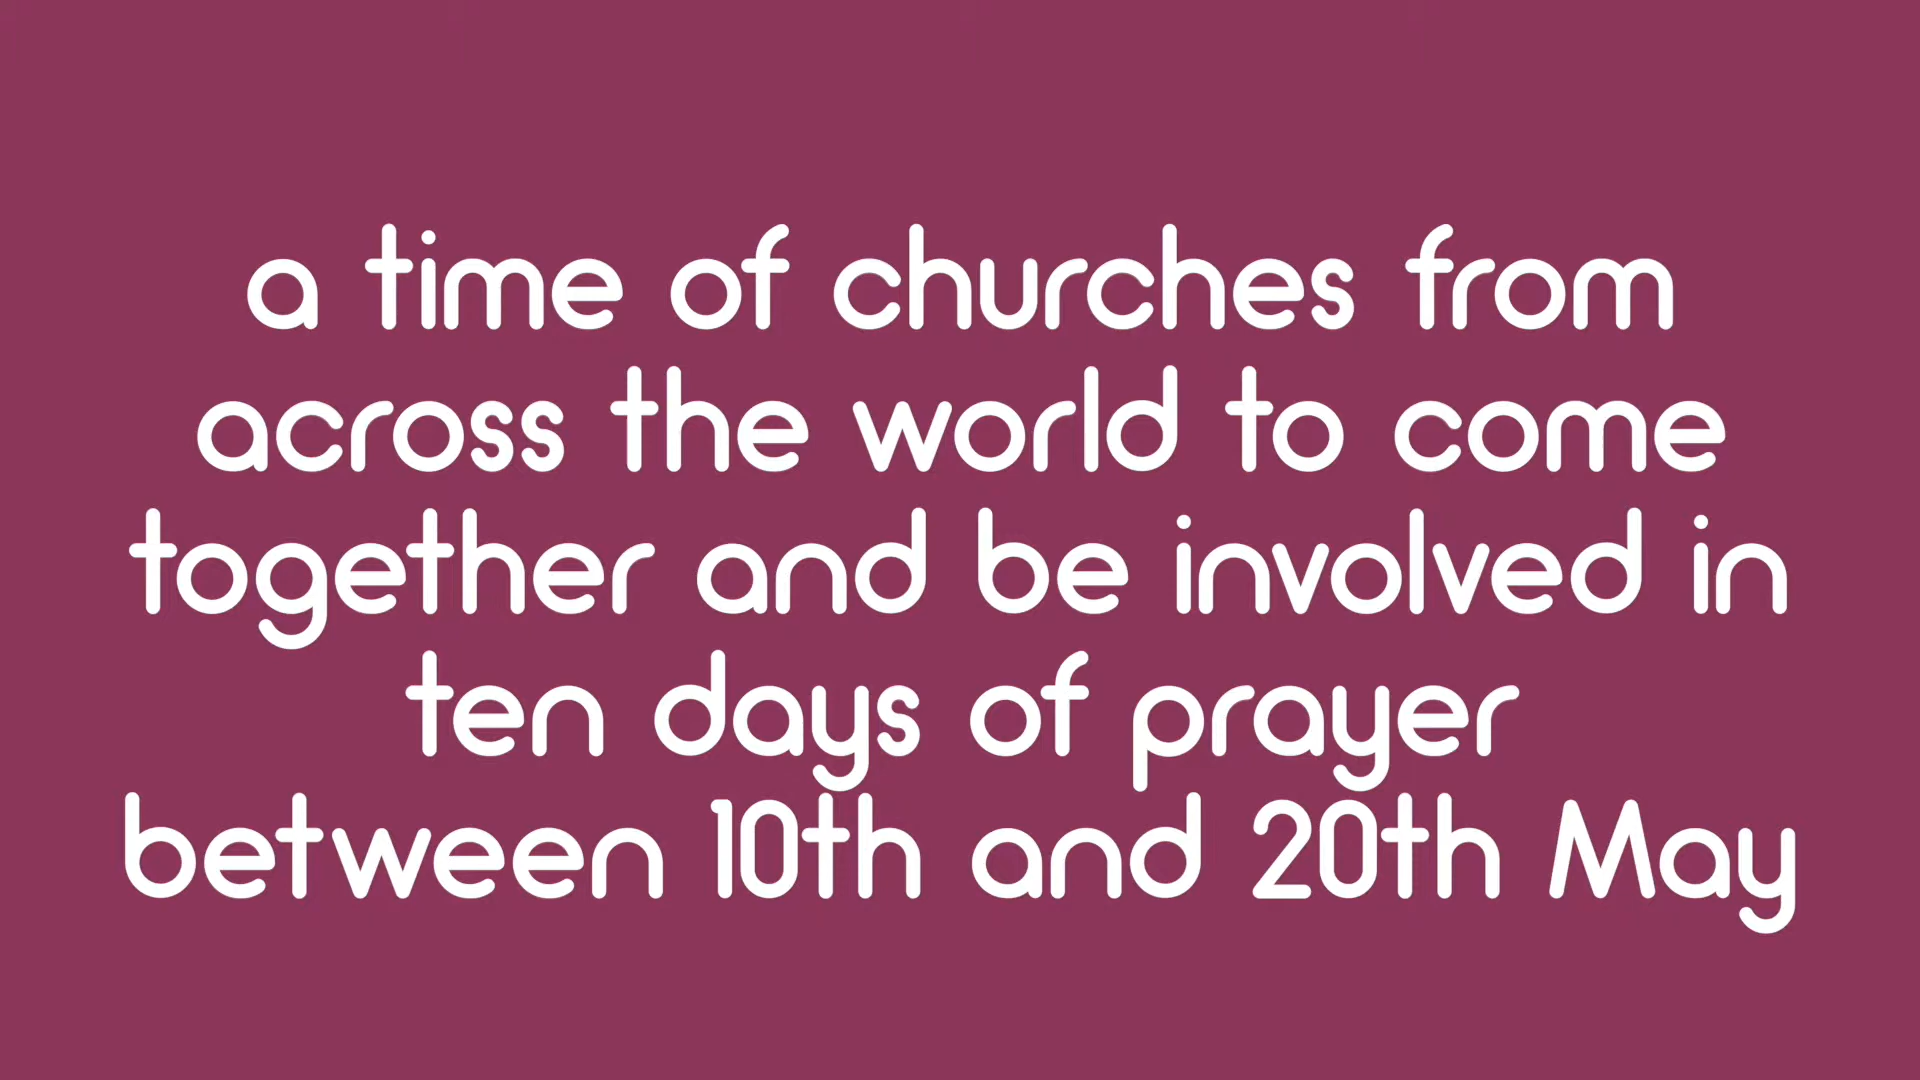 a time of churches from
across the world to come
together and be involved in
ten days of prayer
between 10th and 20th May